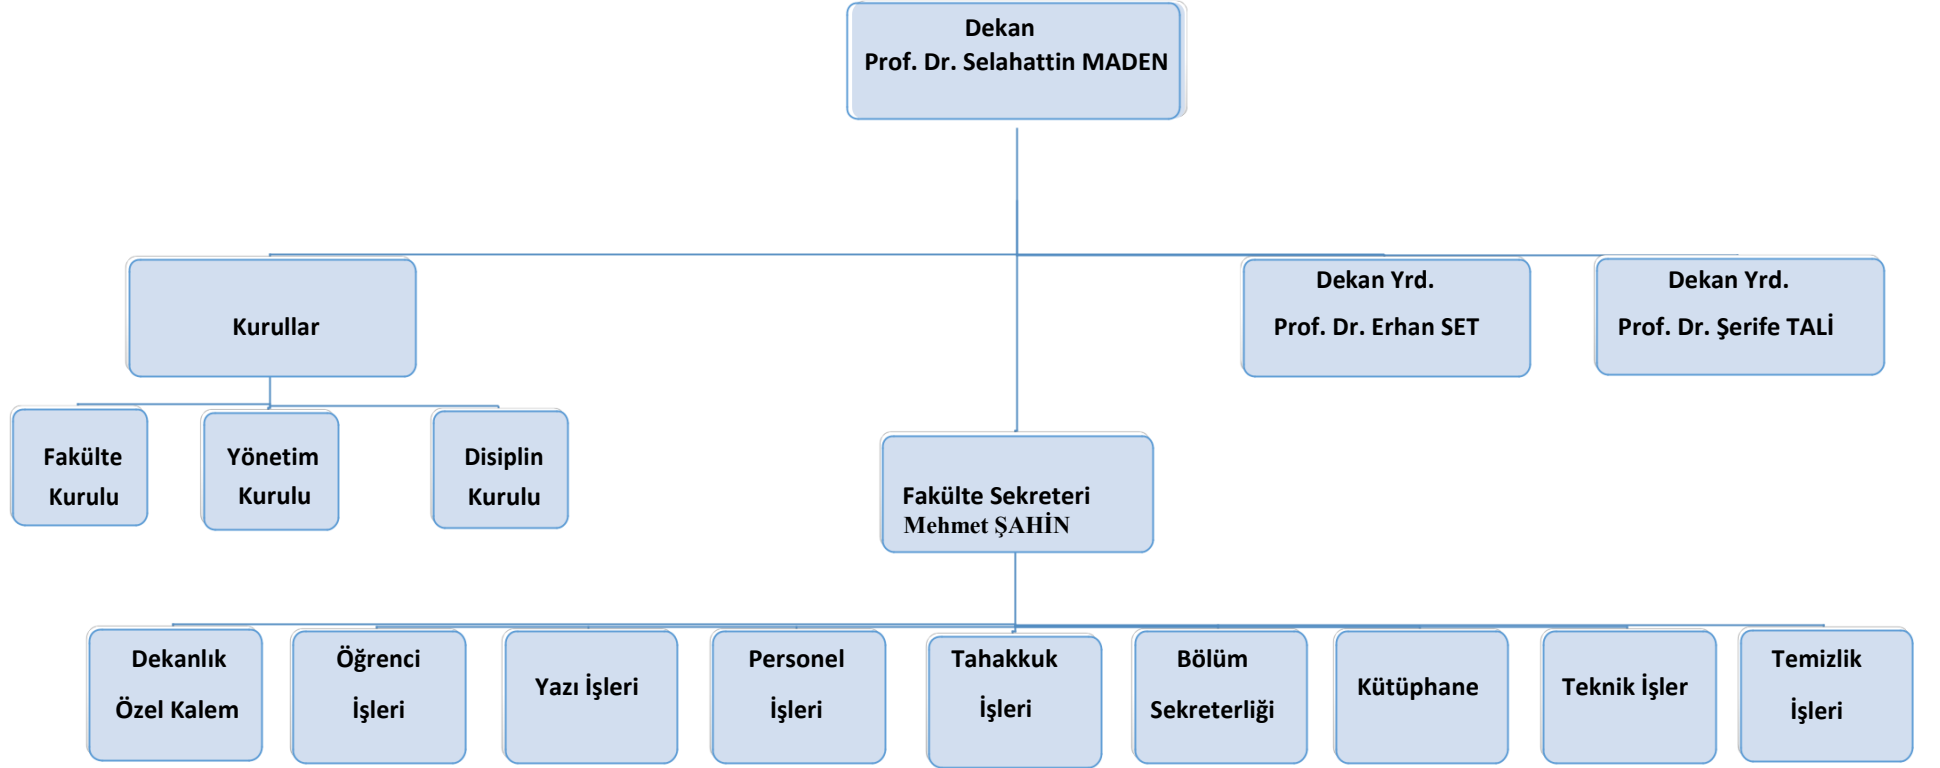 Dekan
Prof. Dr. Selahattin MADEN
Kurullar
Dekan Yrd.
Prof. Dr. Erhan SET
Dekan Yrd.
Prof. Dr. Şerife TALİ
Fakülte
Kurulu
Yönetim
Kurulu
Disiplin
Kurulu
Fakülte Sekreteri
Mehmet ŞAHİN
Dekanlık
Özel Kalem
Öğrenci
İşleri
Yazı İşleri
Personel
İşleri
Tahakkuk
İşleri
Bölüm
Sekreterliği
Kütüphane
Teknik İşler
Temizlik
İşleri